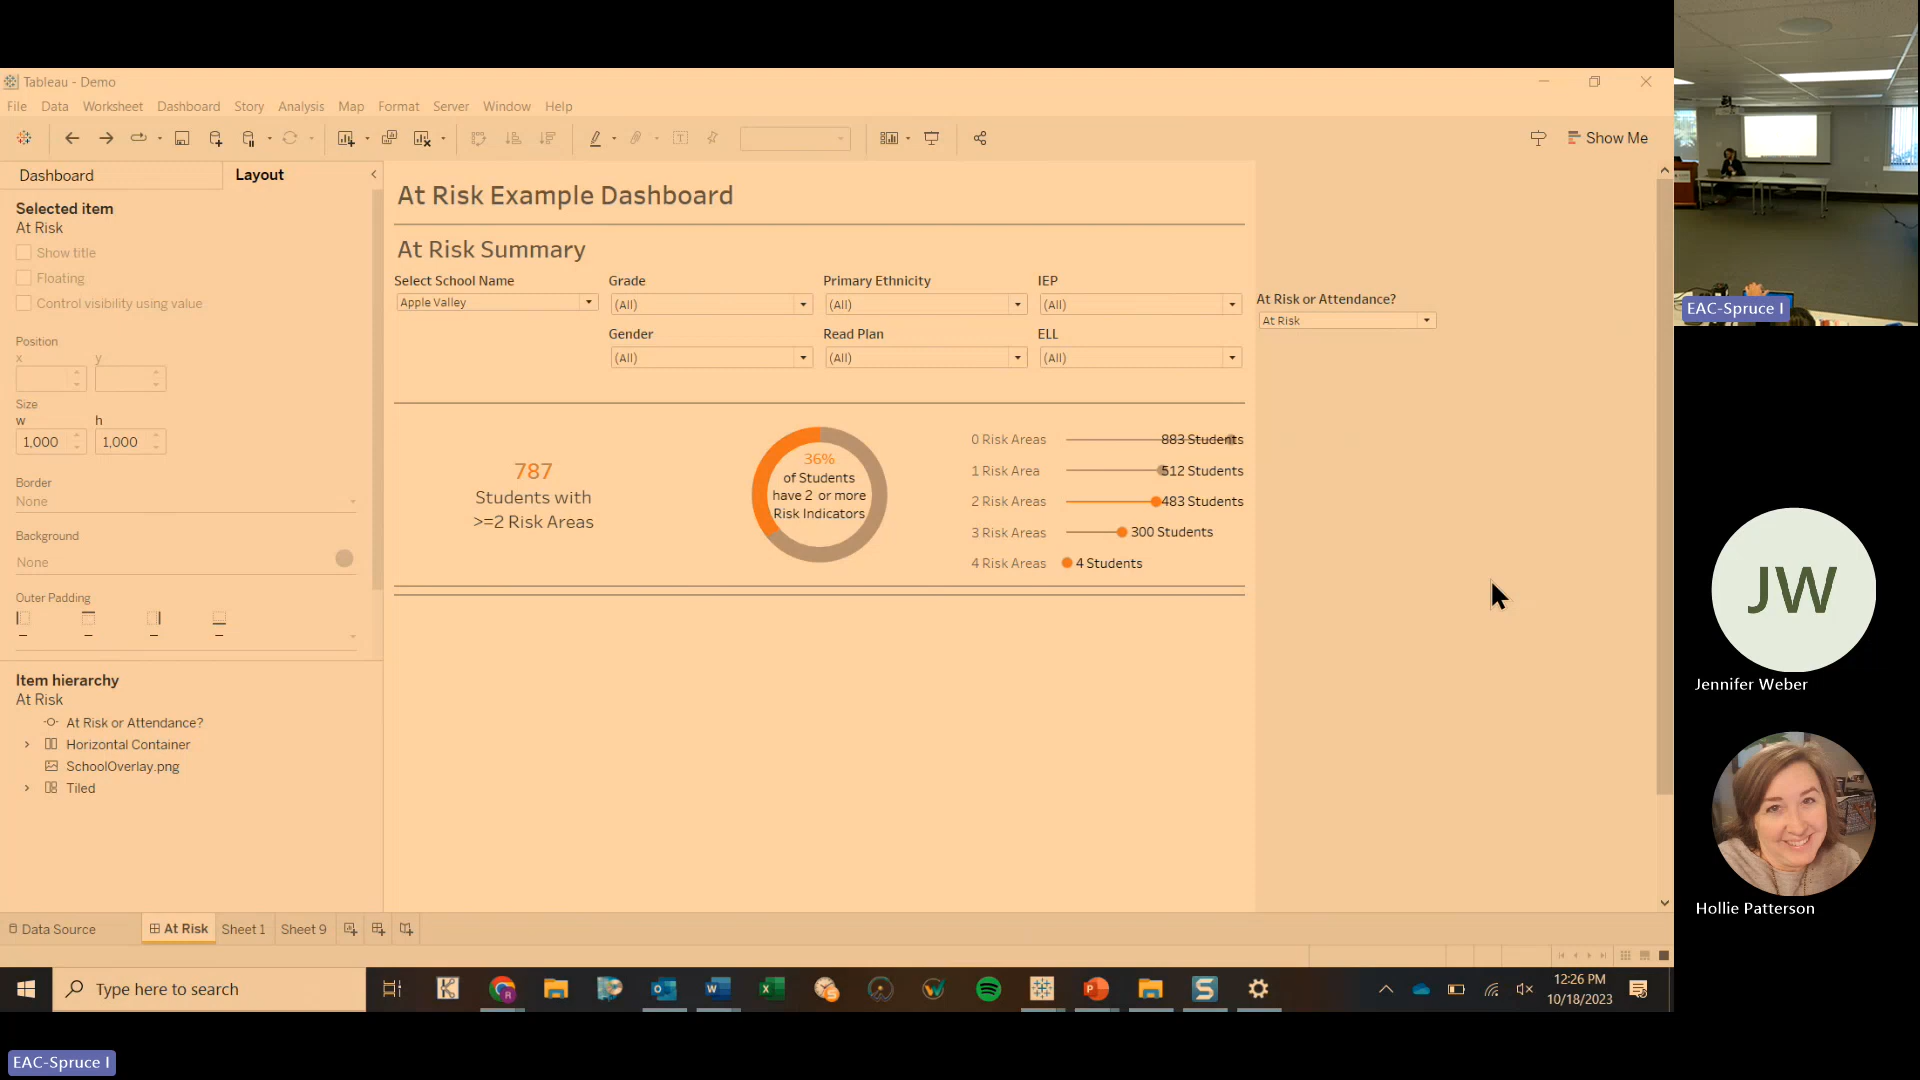 Tableau - Demo
File Data Worksheet Dashboard Story Analysis Map Format Server Window Help
Show Me
Dashboard
Layout
Selected item
At Risk
Show title
Floating
Control visibility using value
Position
x y
Size
w h
1,000 1,000
Border
None
Background
None
Outer Padding
Item hierarchy
At Risk
At Risk or Attendance?
Horizontal Container
SchoolOverlay.png
Tiled
At Risk Example Dashboard
At Risk Summary
Select School Name Grade Primary Ethnicity IEP
Apple Valley (All) (All) (All)
Gender Read Plan ELL
(All) (All) (All)
At Risk or Attendance?
At Risk
787
Students with
>=2 Risk Areas
36%
of Students
have 2 or more
Risk Indicators
0 Risk Areas 883 Students
1 Risk Area 512 Students
2 Risk Areas 483 Students
3 Risk Areas 300 Students
4 Risk Areas 4 Students
Data Source At Risk Sheet 1 Sheet 9
Type here to search
12:26 PM
10/18/2023
EAC-Spruce I
JW
Jennifer Weber
Hollie Patterson
EAC-Spruce I